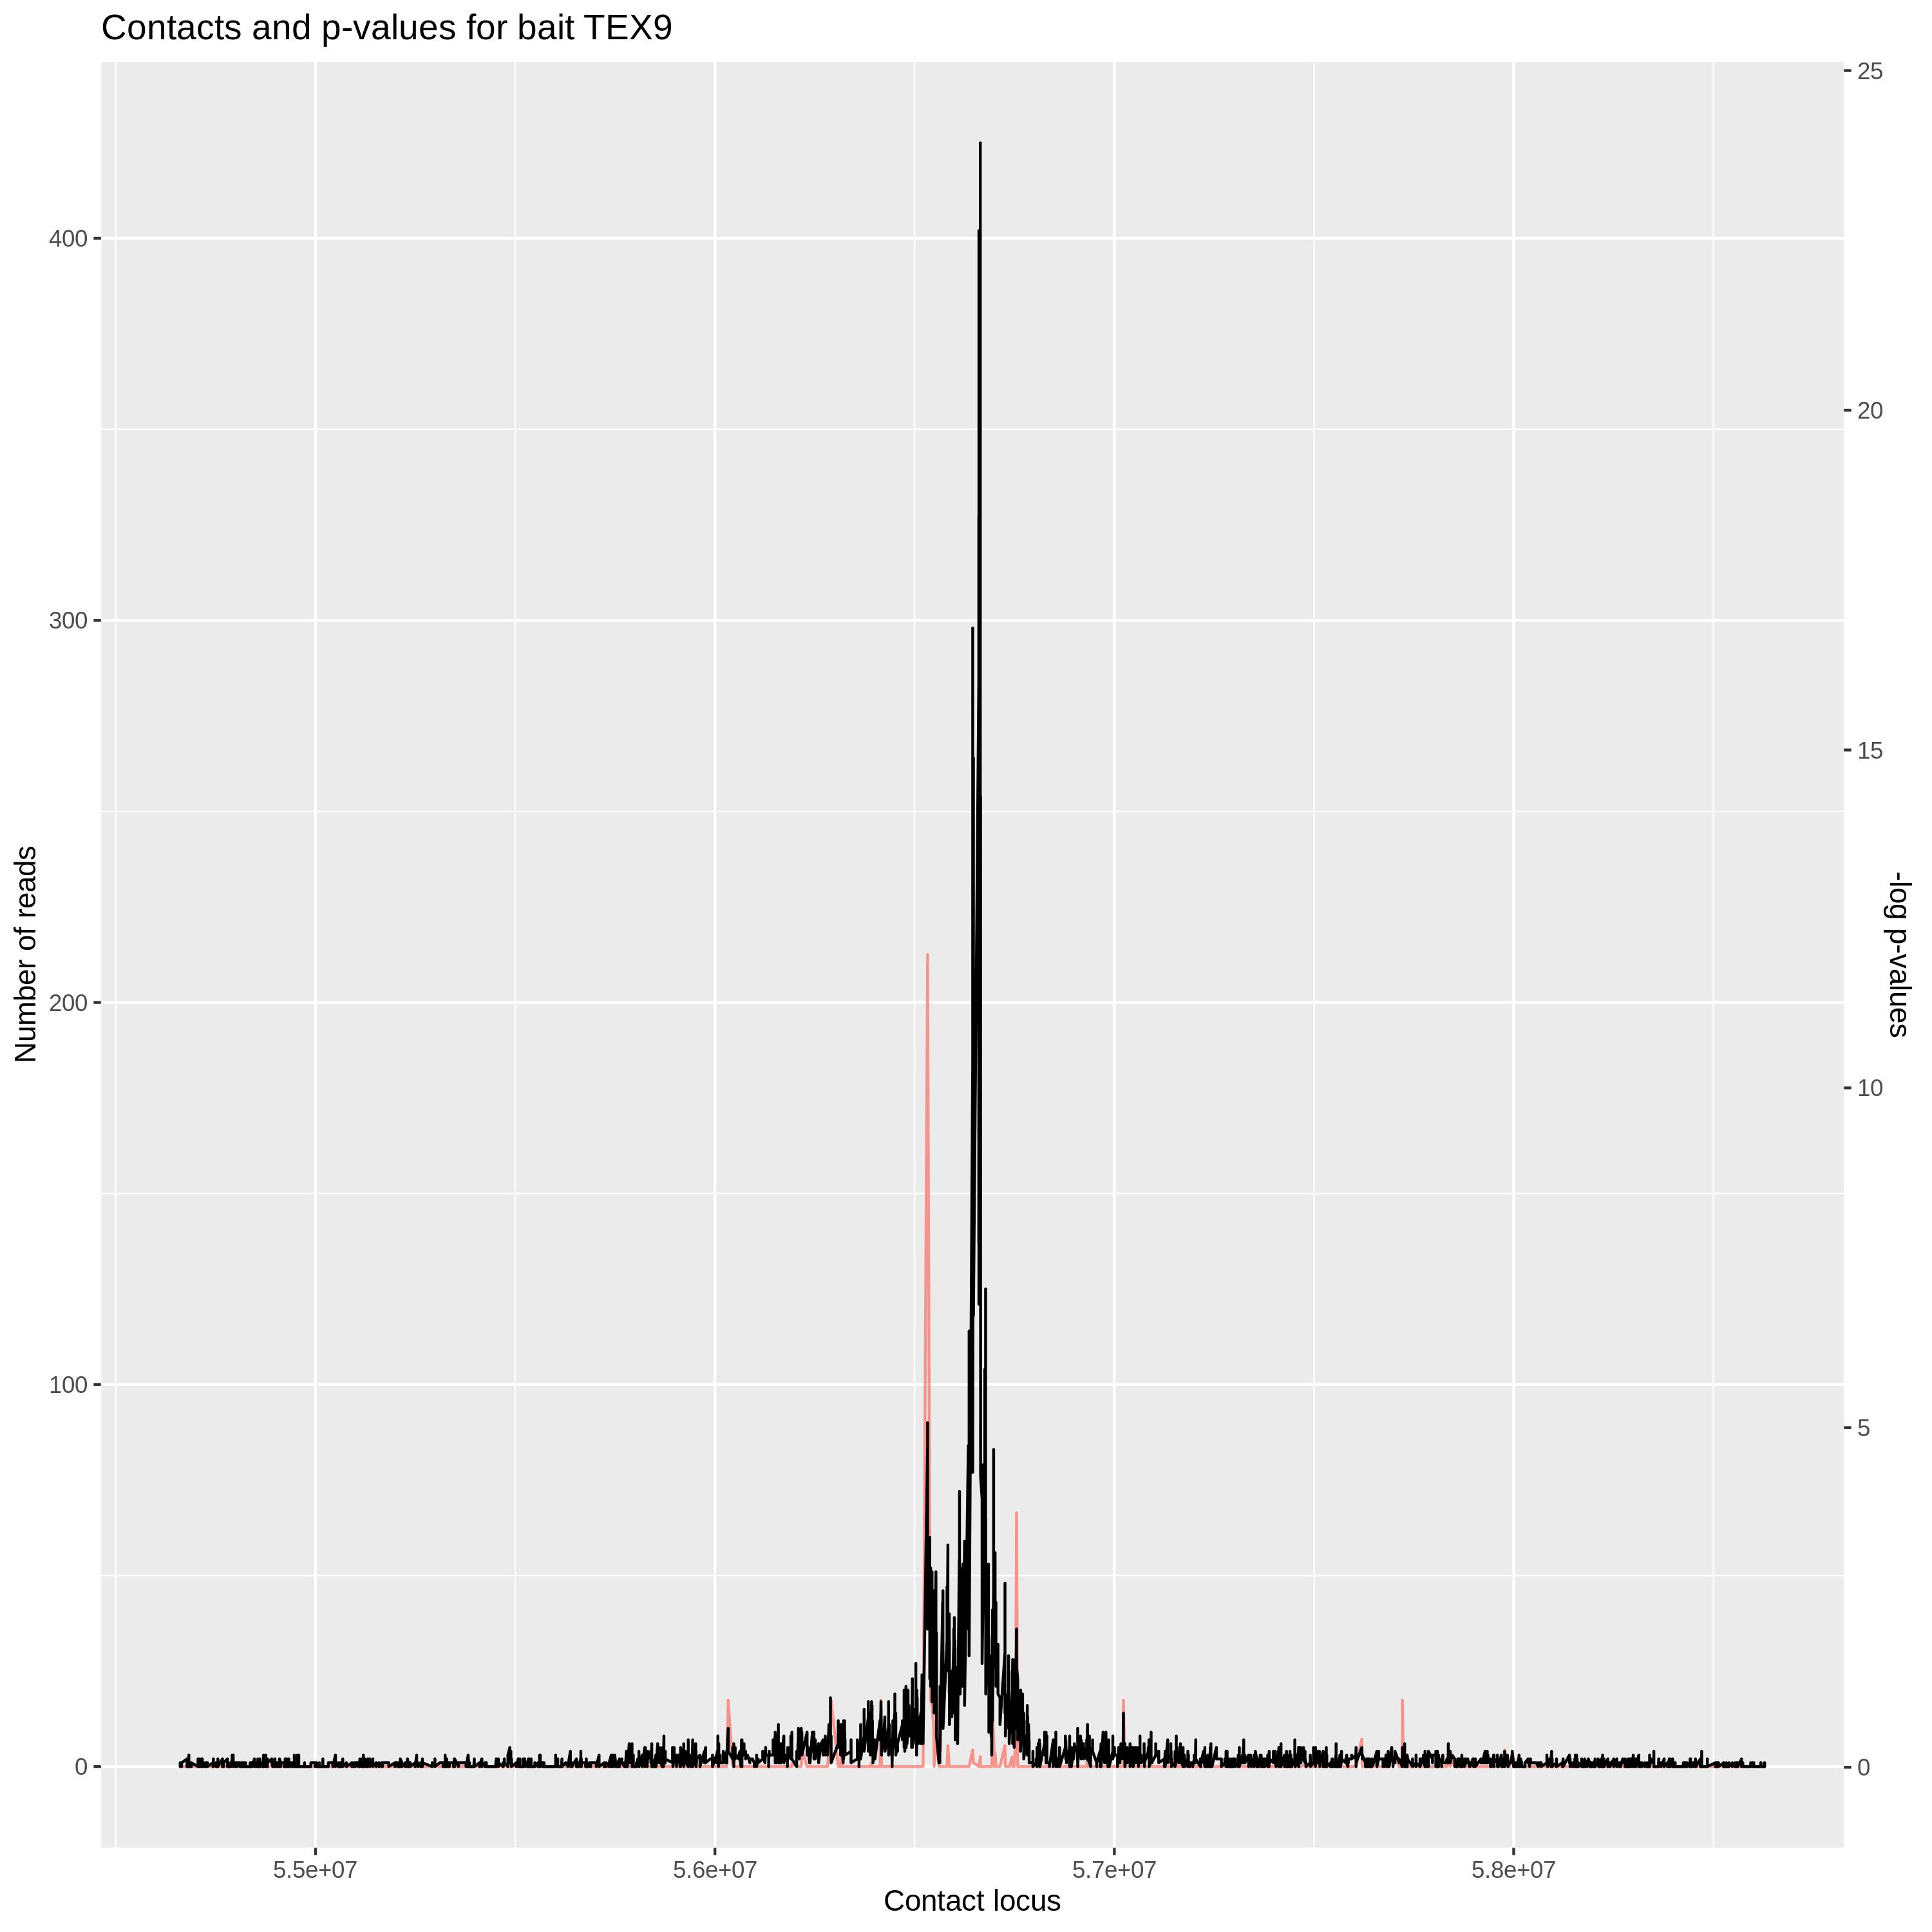 Contacts and p-values for bait TEX9
Number of reads
400
300
200
100
0
25
20
15
10
5
0
-log p-values
5.5e+07
5.6e+07
5.7e+07
5.8e+07
Contact locus